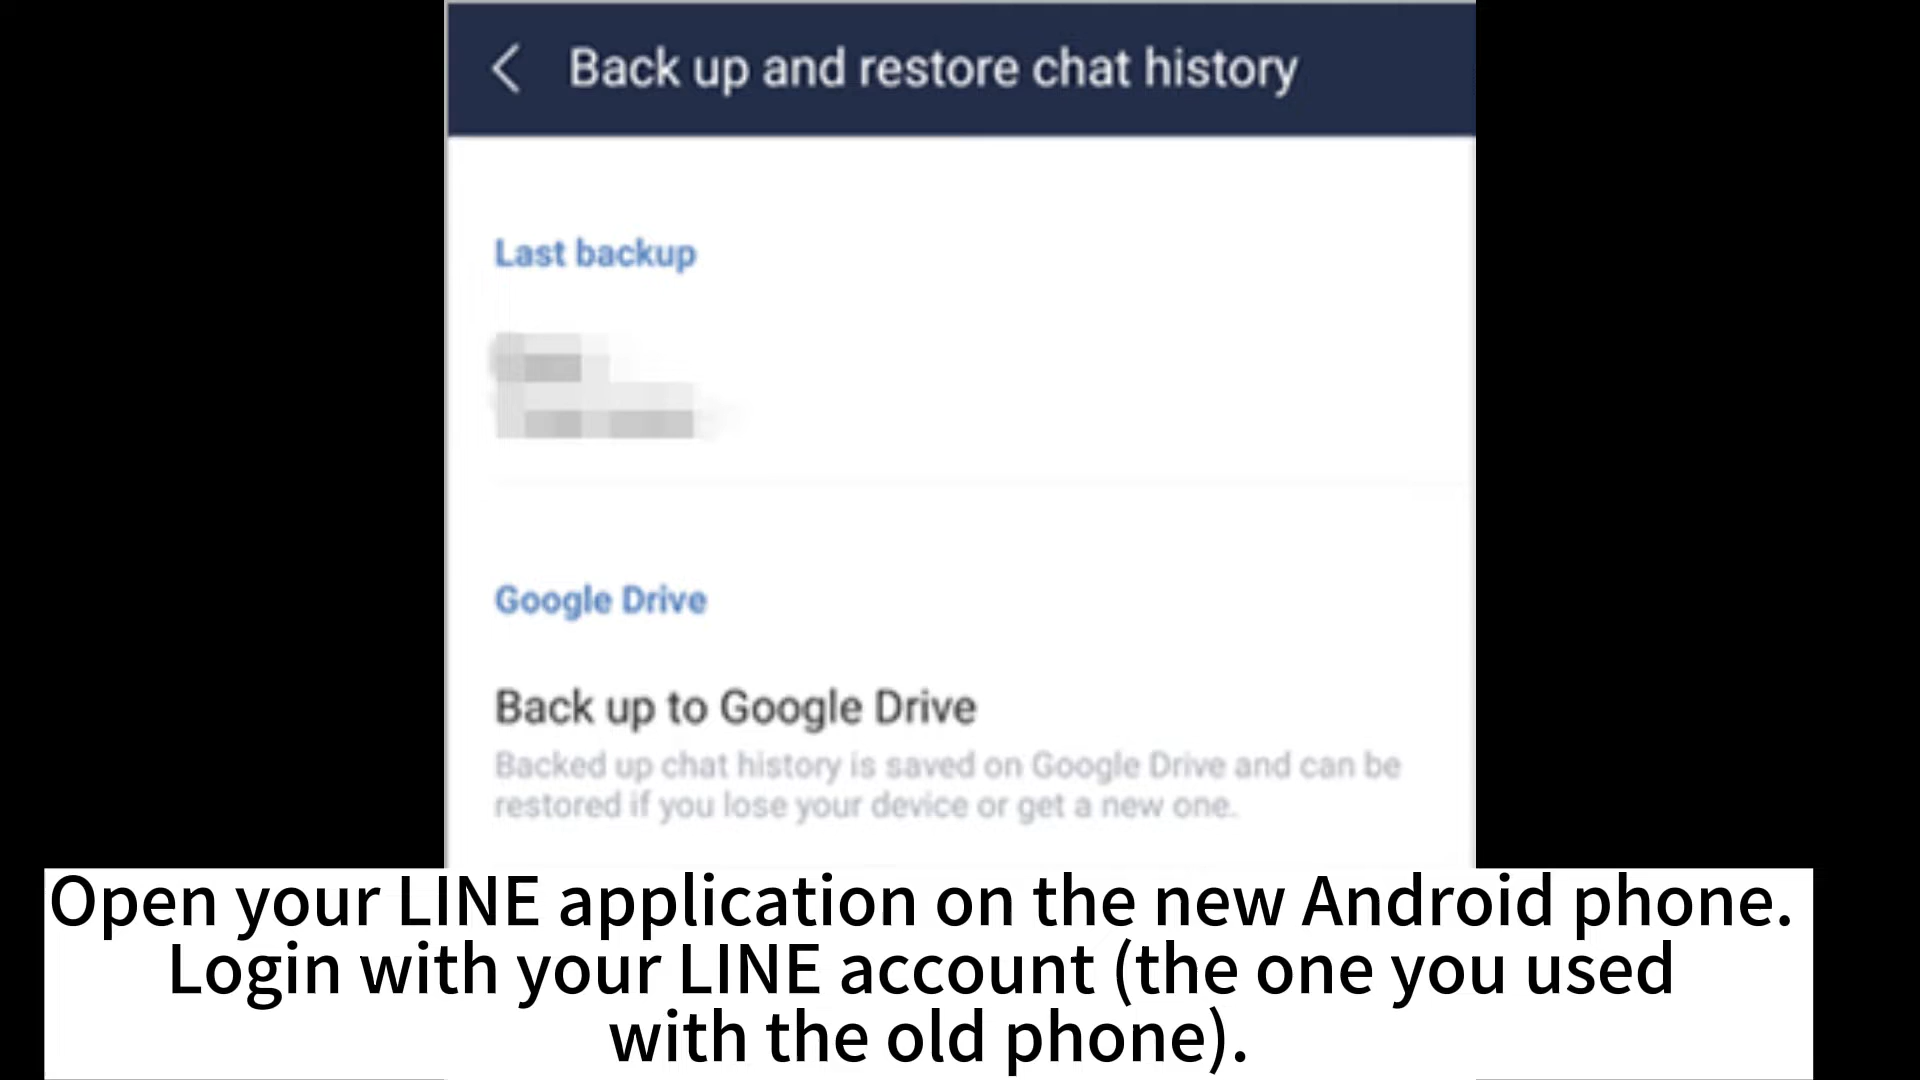 Back up and restore chat history
Last backup
Google Drive
Back up to Google Drive
Backed up chat history is saved on Google Drive and can be
restored if you lose your device or get a new one.
Open your LINE application on the new Android phone.
Login with your LINE account (the one you used
with the old phone).